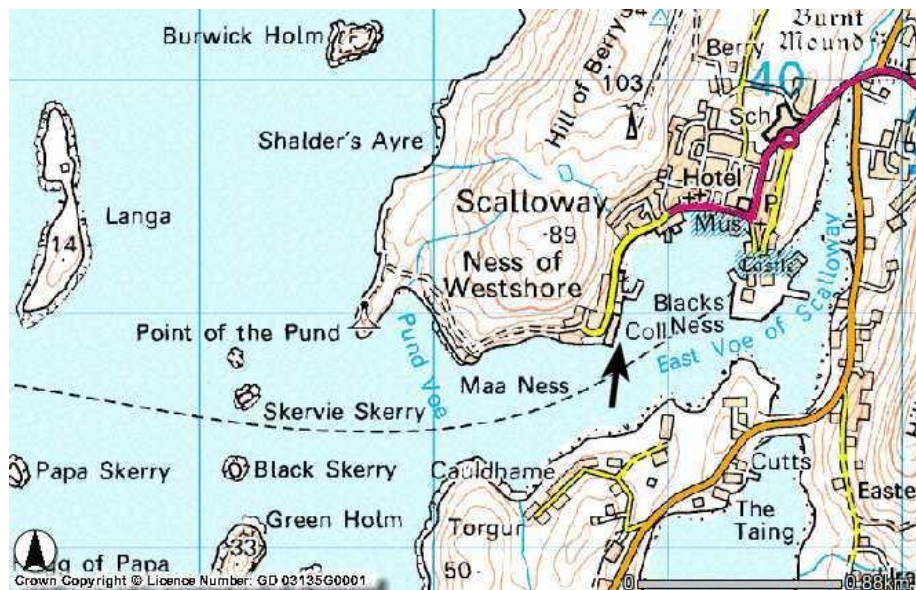 Burwick Holm
F
94
Hill of Berry
103
Berry
Burnt
Mound
40
Sch
Shalder's Ayre
Langa
14
Scalloway
Hotel
P
Mus
89
Castle
Ness of
Westshore
Blacks
Ness
Coll
East Voe of Scalloway
Point of the Pund
Pund Voe
Maa Ness
Skervie Skerry
Papa Skerry
Black Skerry
Cauldhame
Cutts
Easte
Green Holm
33
Torgur
The
Taing
50
of Papa
Crown Copyright © Licence Number: GD 03135G0001
0
0.88km